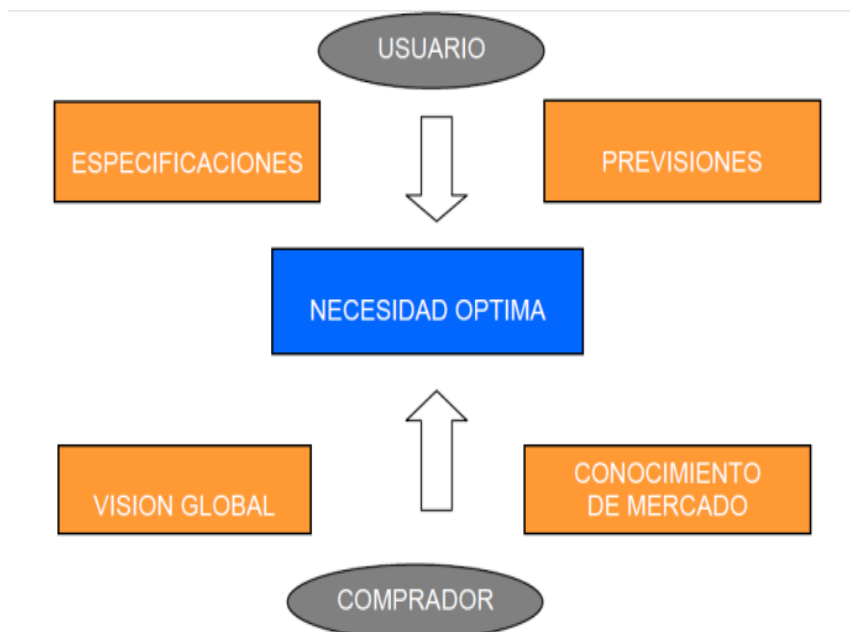 USUARIO
ESPECIFICACIONES
PREVISIONES
NECESIDAD OPTIMA
VISION GLOBAL
CONOCIMIENTO
DE MERCADO
COMPRADOR